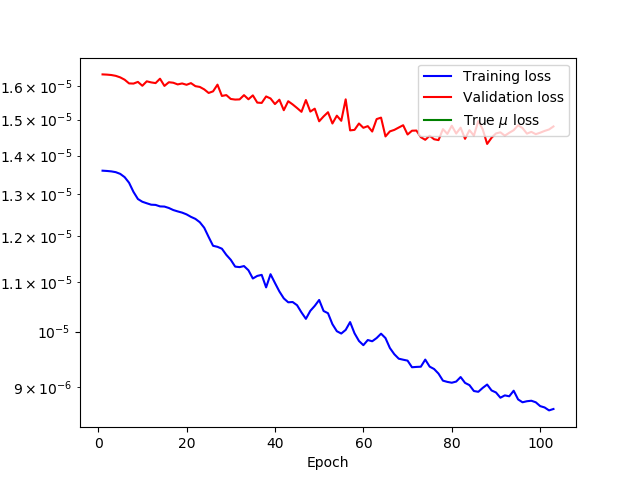 Training loss
Validation loss
True μ loss
1.6 × 10⁻⁵
1.5 × 10⁻⁵
1.4 × 10⁻⁵
1.3 × 10⁻⁵
1.2 × 10⁻⁵
1.1 × 10⁻⁵
10⁻⁵
9 × 10⁻⁶
0 20 40 60 80 100
Epoch